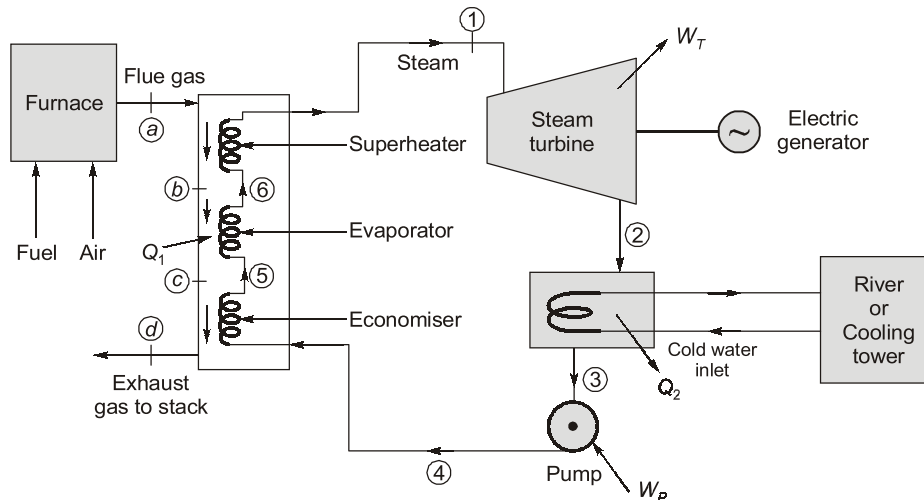 1
W_T
Flue gas
Steam
Furnace
a
Steam
turbine
Electric
generator
~
Superheater
b
6
2
Fuel
Air
Q_1
Evaporator
c
5
River
or
Cooling
tower
Economiser
d
Cold water
inlet
Exhaust
gas to stack
3
Q_2
4
Pump
W_P